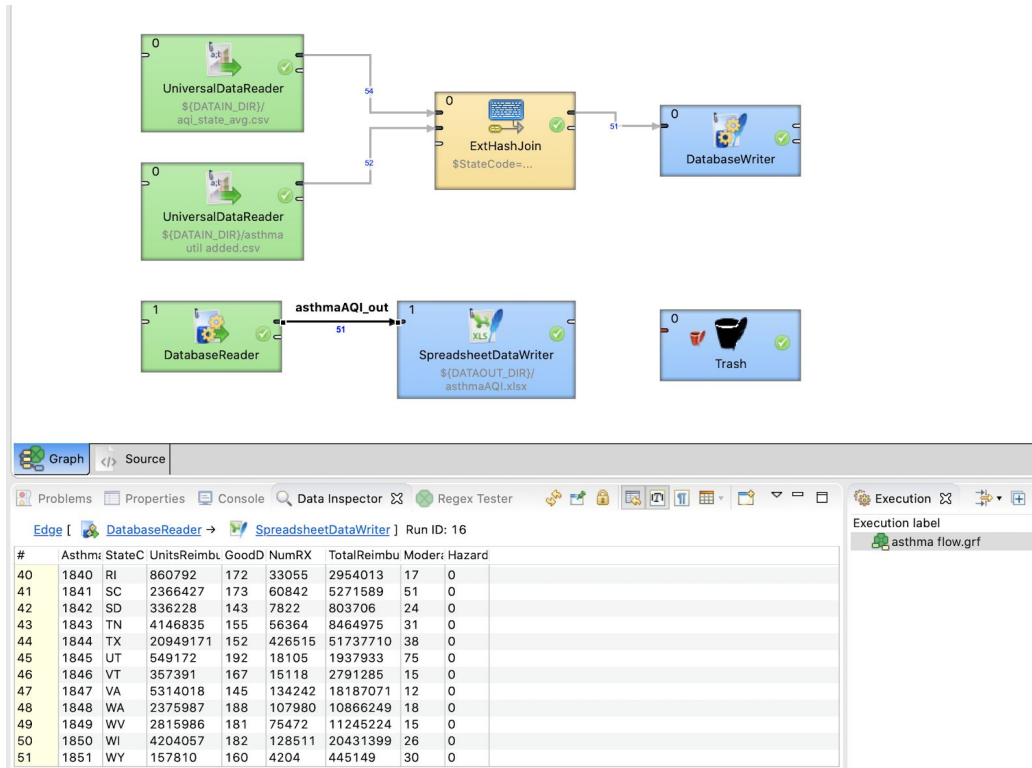 0
a;t
UniversalDataReader
${DATAIN_DIR}/
aqi_state_avg.csv
54
0
ExtHashJoin
$StateCode=...
51
0
DatabaseWriter
52
0
a;t
UniversalDataReader
${DATAIN_DIR}/asthma
util added.csv
1
DatabaseReader
asthmaAQI_out
51
1
XLS
SpreadsheetDataWriter
${DATAOUT_DIR}/
asthmaAQI.xlsx
0
Trash
Graph </> Source
Problems Properties Console Data Inspector Regex Tester
Edge [ DatabaseReader → SpreadsheetDataWriter ] Run ID: 16
# Asthma StateC UnitsReimbu GoodD NumRX TotalReimbu Modera Hazard
40 1840 RI 860792 172 33055 2954013 17 0
41 1841 SC 2366427 173 60842 5271589 51 0
42 1842 SD 336228 143 7822 803706 24 0
43 1843 TN 4146835 155 56364 8464975 31 0
44 1844 TX 20949171 152 426515 51737710 38 0
45 1845 UT 549172 192 18105 1937933 75 0
46 1846 VT 357391 167 15118 2791285 15 0
47 1847 VA 5314018 145 134242 18187071 12 0
48 1848 WA 2375987 188 107980 10866249 18 0
49 1849 WV 2815986 181 75472 11245224 15 0
50 1850 WI 4204057 182 128511 20431399 26 0
51 1851 WY 157810 160 4204 445149 30 0
Execution
Execution label
asthma flow.grf